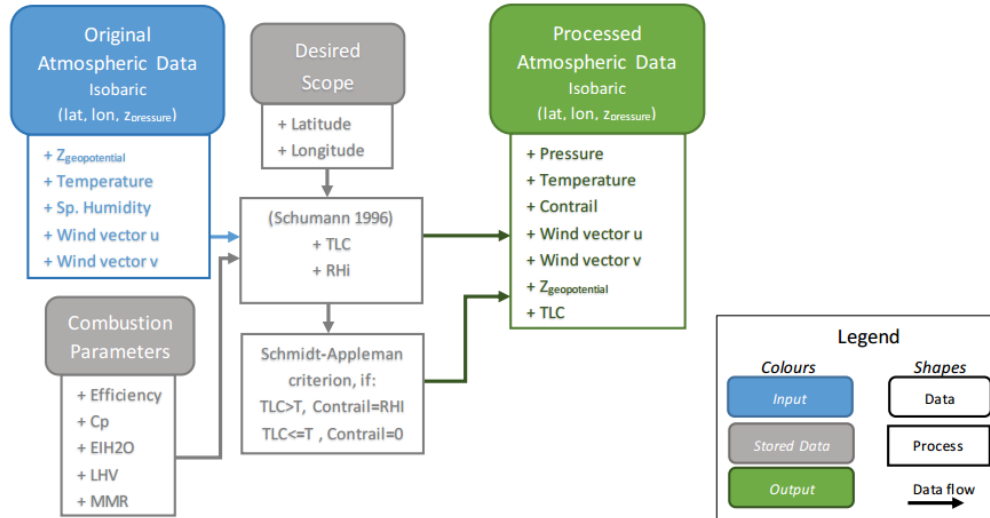 Original
Atmospheric Data
Isobaric
(lat, lon, zpressure)
+ Zgeopotential
+ Temperature
+ Sp. Humidity
+ Wind vector u
+ Wind vector v
Desired
Scope
+ Latitude
+ Longitude
(Schumann 1996)
+ TLC
+ RHi
Schmidt-Appleman
criterion, if:
TLC>T, Contrail=RHI
TLC<=T , Contrail=0
Combustion
Parameters
+ Efficiency
+ Cp
+ EIH2O
+ LHV
+ MMR
Processed
Atmospheric Data
Isobaric
(lat, lon, zpressure)
+ Pressure
+ Temperature
+ Contrail
+ Wind vector u
+ Wind vector v
+ Zgeopotential
+ TLC
Legend
Colours
Shapes
Input
Data
Stored Data
Process
Output
Data flow